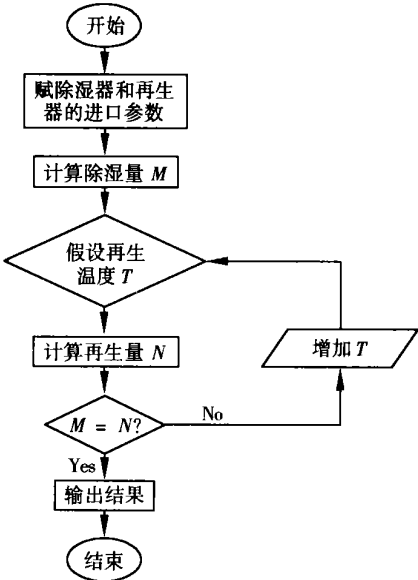 开始
赋除湿器和再生
器的进口参数
计算除湿量 M
假设再生
温度 T
计算再生量 N
增加 T
M = N?
No
Yes
输出结果
结束